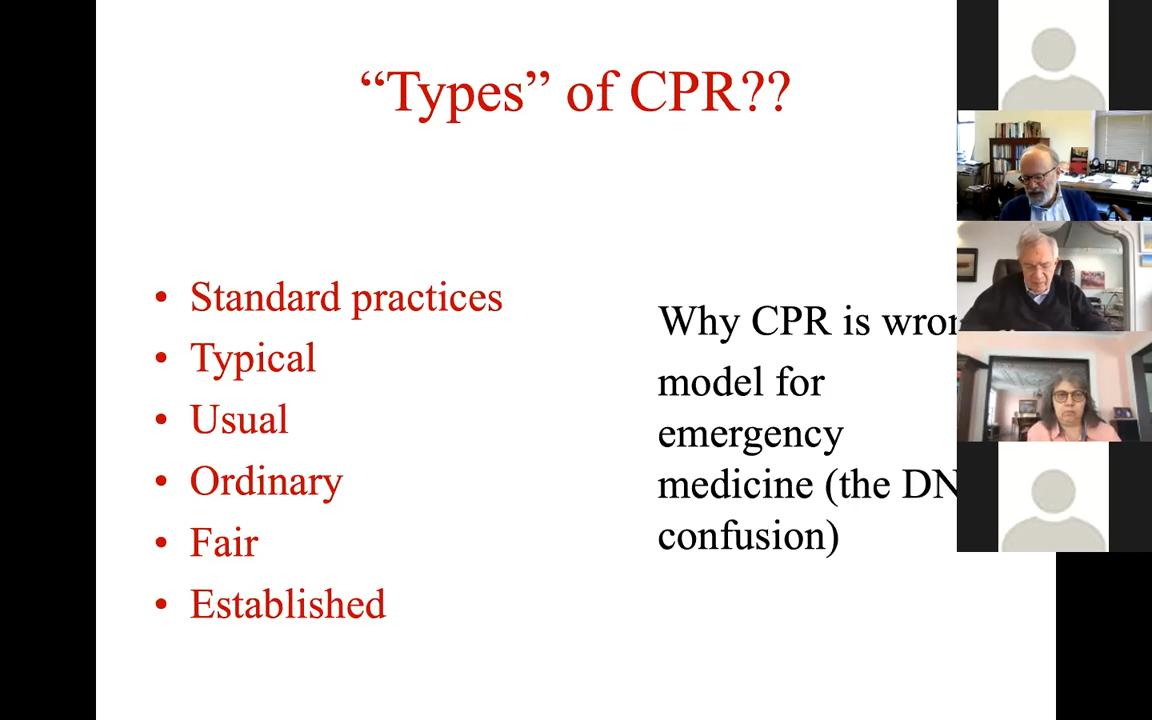 “Types” of CPR??
• Standard practices
• Typical
• Usual
• Ordinary
• Fair
• Established
Why CPR is
model for
emergency
medicine (the
confusion)